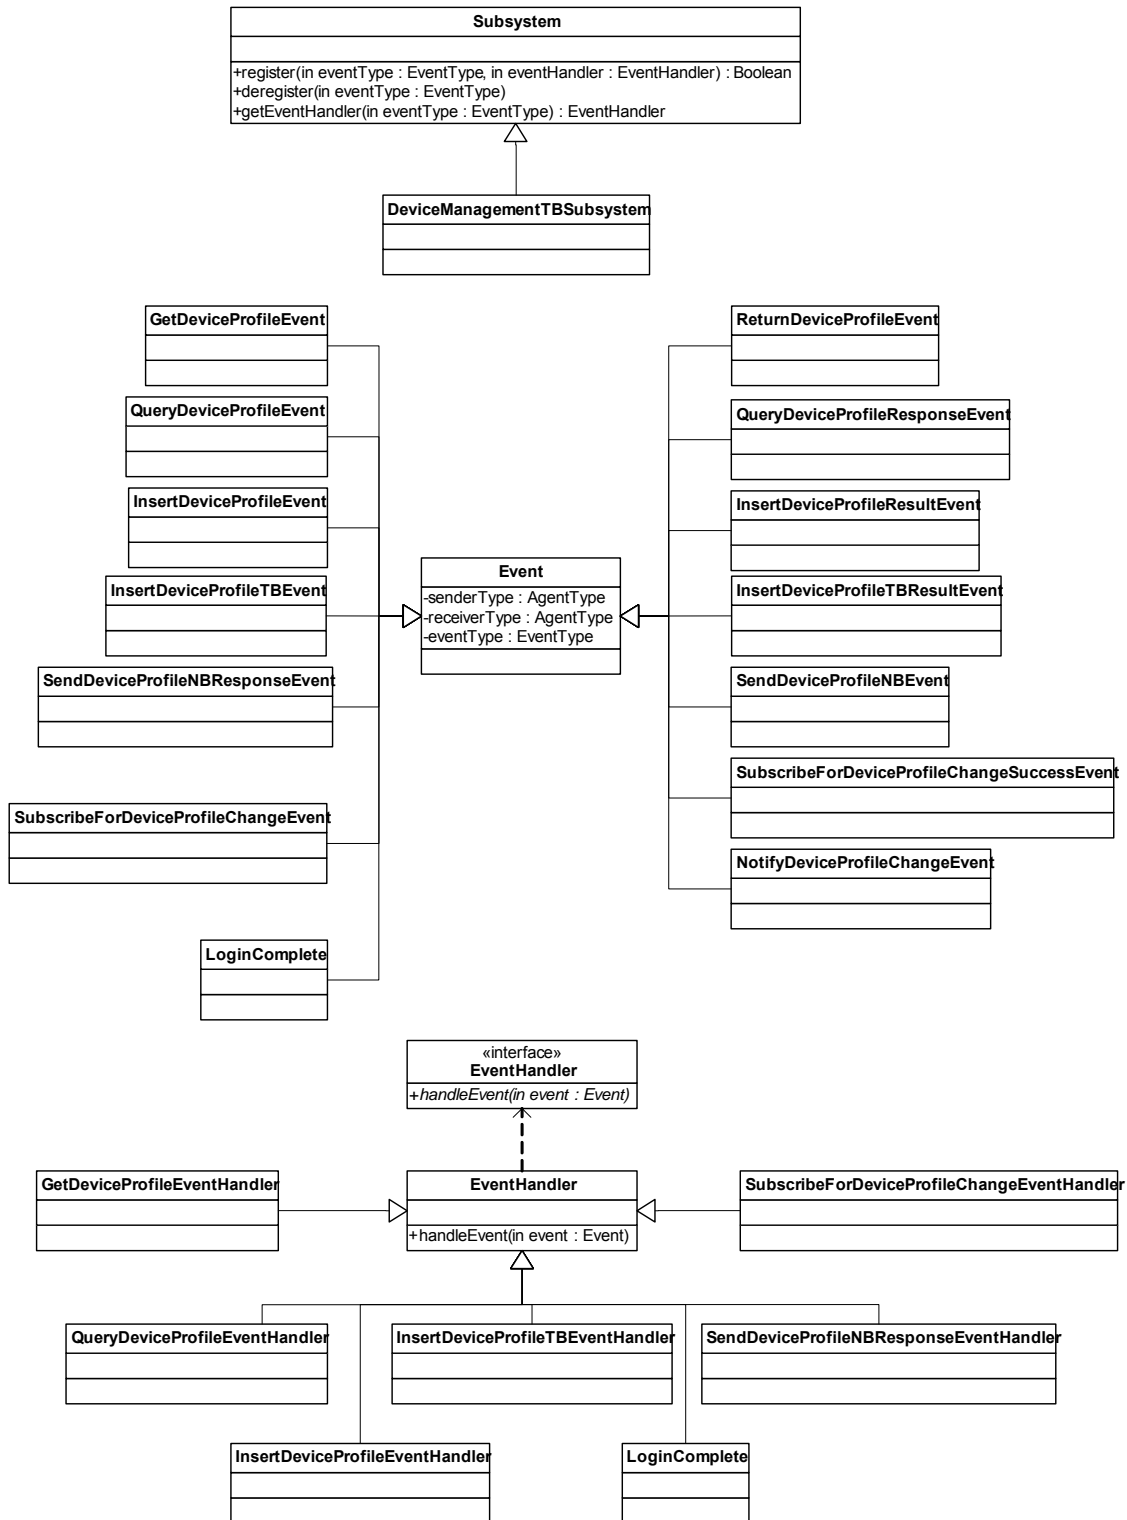 Subsystem
+register(in eventType : EventType, in eventHandler : EventHandler) : Boolean
+deregister(in eventType : EventType)
+getEventHandler(in eventType : EventType) : EventHandler
DeviceManagementTBSubsystem
GetDeviceProfileEvent
ReturnDeviceProfileEvent
QueryDeviceProfileEvent
QueryDeviceProfileResponseEvent
InsertDeviceProfileEvent
InsertDeviceProfileResultEvent
Event
-senderType : AgentType
-receiverType : AgentType
-eventType : EventType
InsertDeviceProfileTBEvent
InsertDeviceProfileTBResultEvent
SendDeviceProfileNBResponseEvent
SendDeviceProfileNBEvent
SubscribeForDeviceProfileChangeSuccessEvent
SubscribeForDeviceProfileChangeEvent
NotifyDeviceProfileChangeEvent
LoginComplete
«interface»
EventHandler
+handleEvent(in event : Event)
GetDeviceProfileEventHandler
EventHandler
+handleEvent(in event : Event)
SubscribeForDeviceProfileChangeEventHandler
QueryDeviceProfileEventHandler
InsertDeviceProfileTBEventHandler
SendDeviceProfileNBResponseEventHandler
InsertDeviceProfileEventHandler
LoginComplete